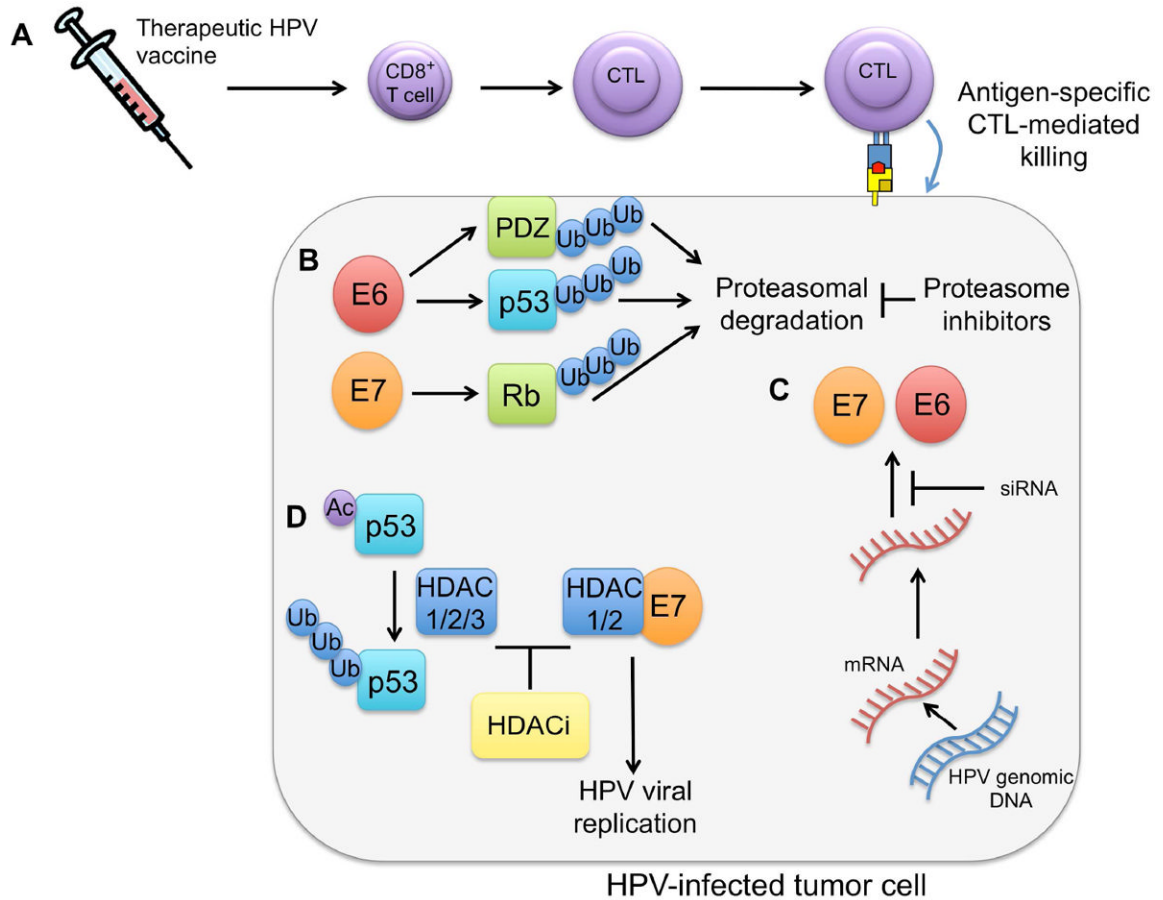 A
Therapeutic HPV
vaccine
CD8⁺
T cell
CTL
CTL
Antigen-specific
CTL-mediated
killing
B
E6
PDZ
Ub
Ub
Ub
p53
Ub
Ub
Ub
E7
Rb
Ub
Ub
Ub
Proteasomal
degradation
Proteasome
inhibitors
C
E7
E6
siRNA
mRNA
HPV genomic
DNA
D
Ac
p53
HDAC
1/2/3
HDAC
1/2
E7
Ub
Ub
Ub
p53
HDACi
HPV viral
replication
HPV-infected tumor cell